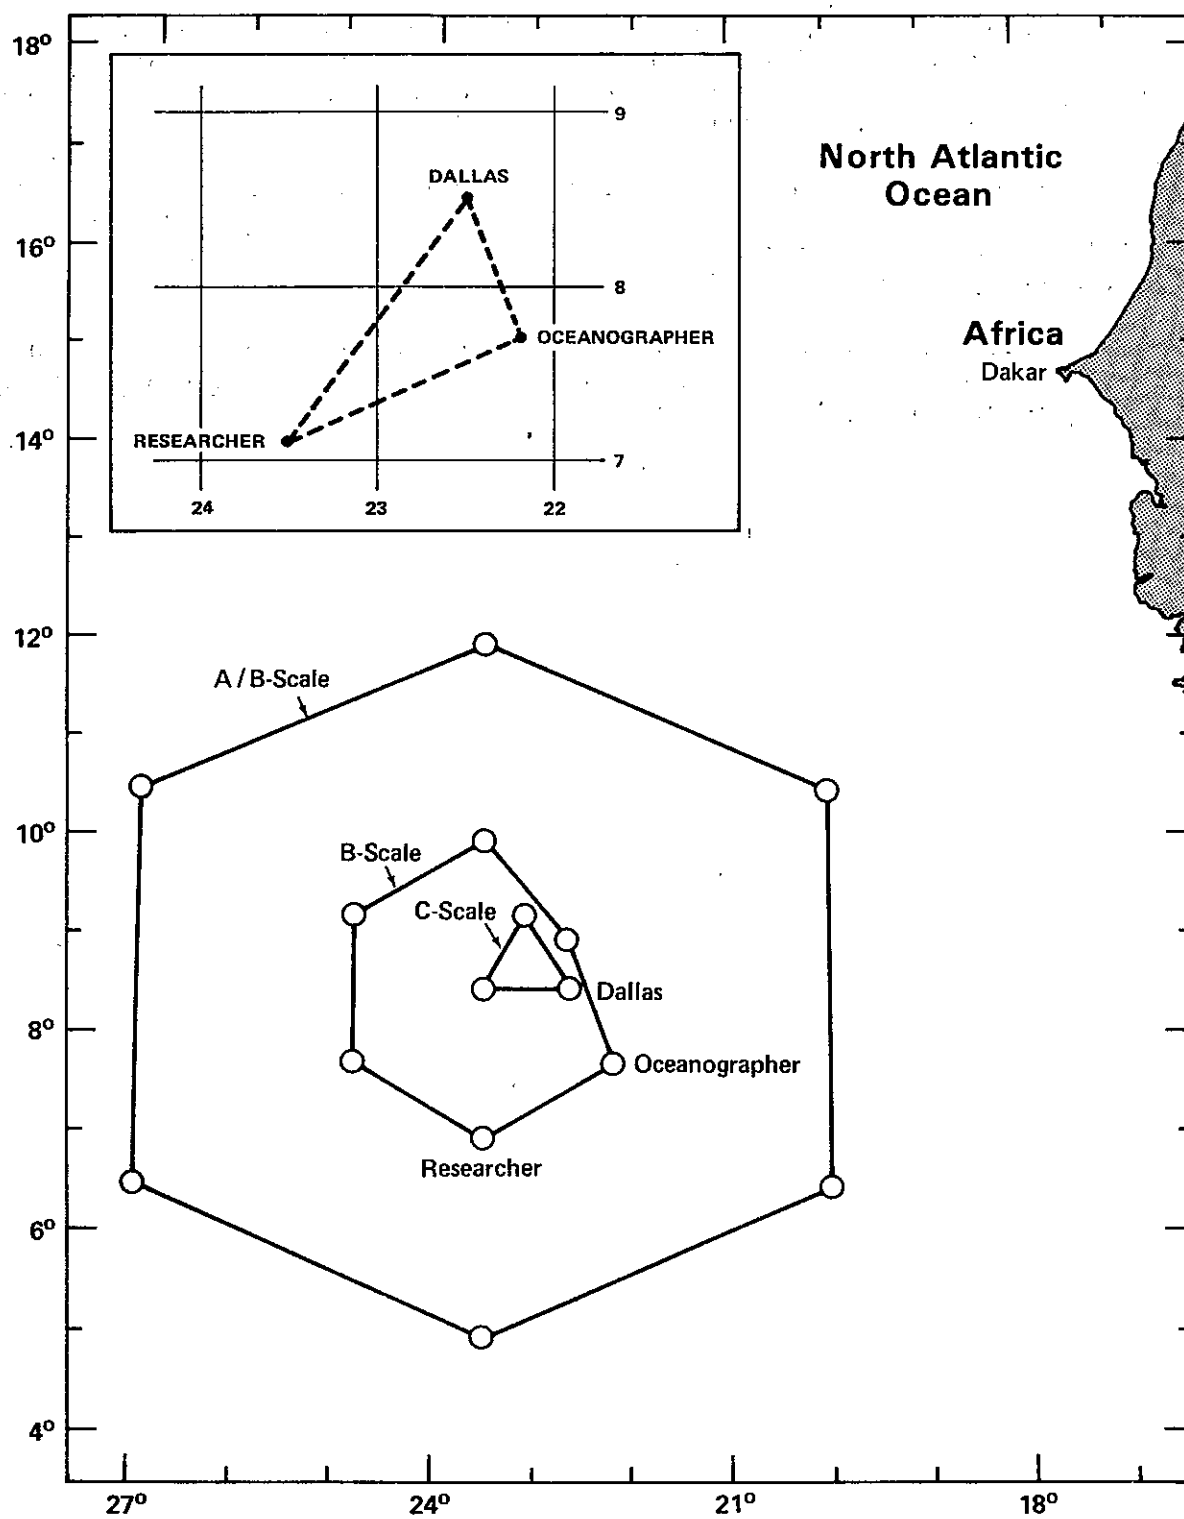 18°
16°
14°
12°
10°
8°
6°
4°
9
DALLAS
8
OCEANOGRAPHER
RESEARCHER
7
24
23
22
North Atlantic
Ocean
Africa
Dakar
A/B-Scale
B-Scale
C-Scale
Dallas
Oceanographer
Researcher
27°
24°
21°
18°